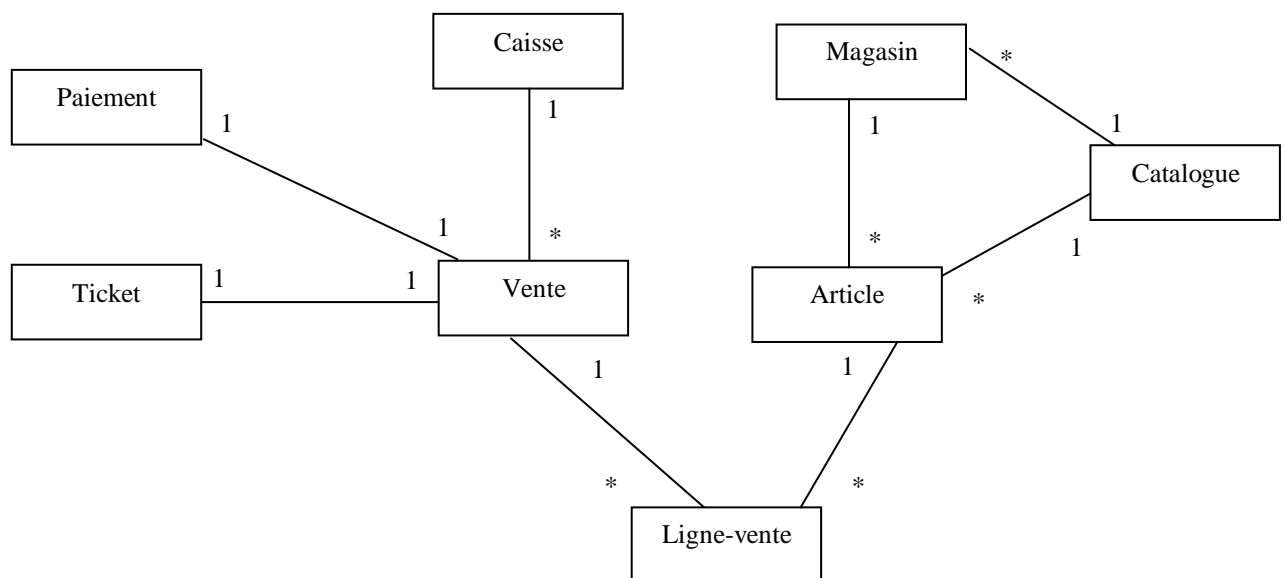 Caisse
Magasin
*
Paiement
1
1
1
1
Catalogue
1
*
*
1
Ticket
1
1
Vente
Article
*
1
1
*
*
Ligne-vente